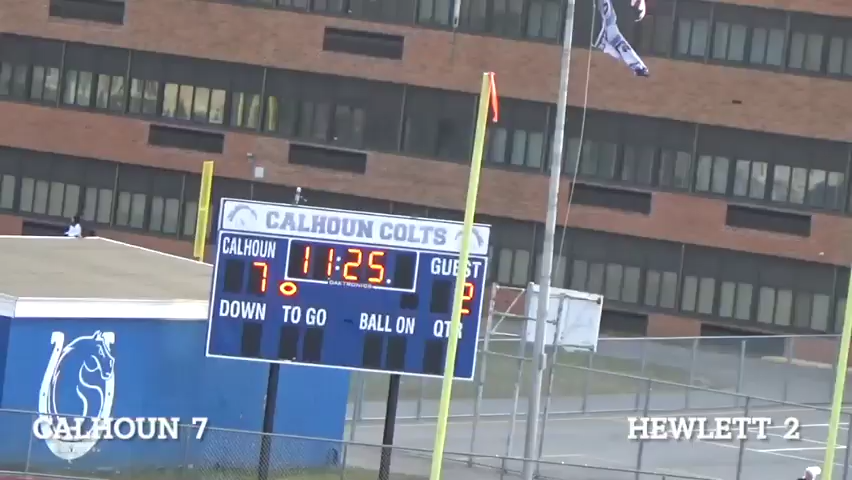 CALHOUN COLTS
CALHOUN 11:25. GUEST
7 2
DAKTRONICS
DOWN TO GO BALL ON QTR
CALHOUN 7 HEWLETT 2